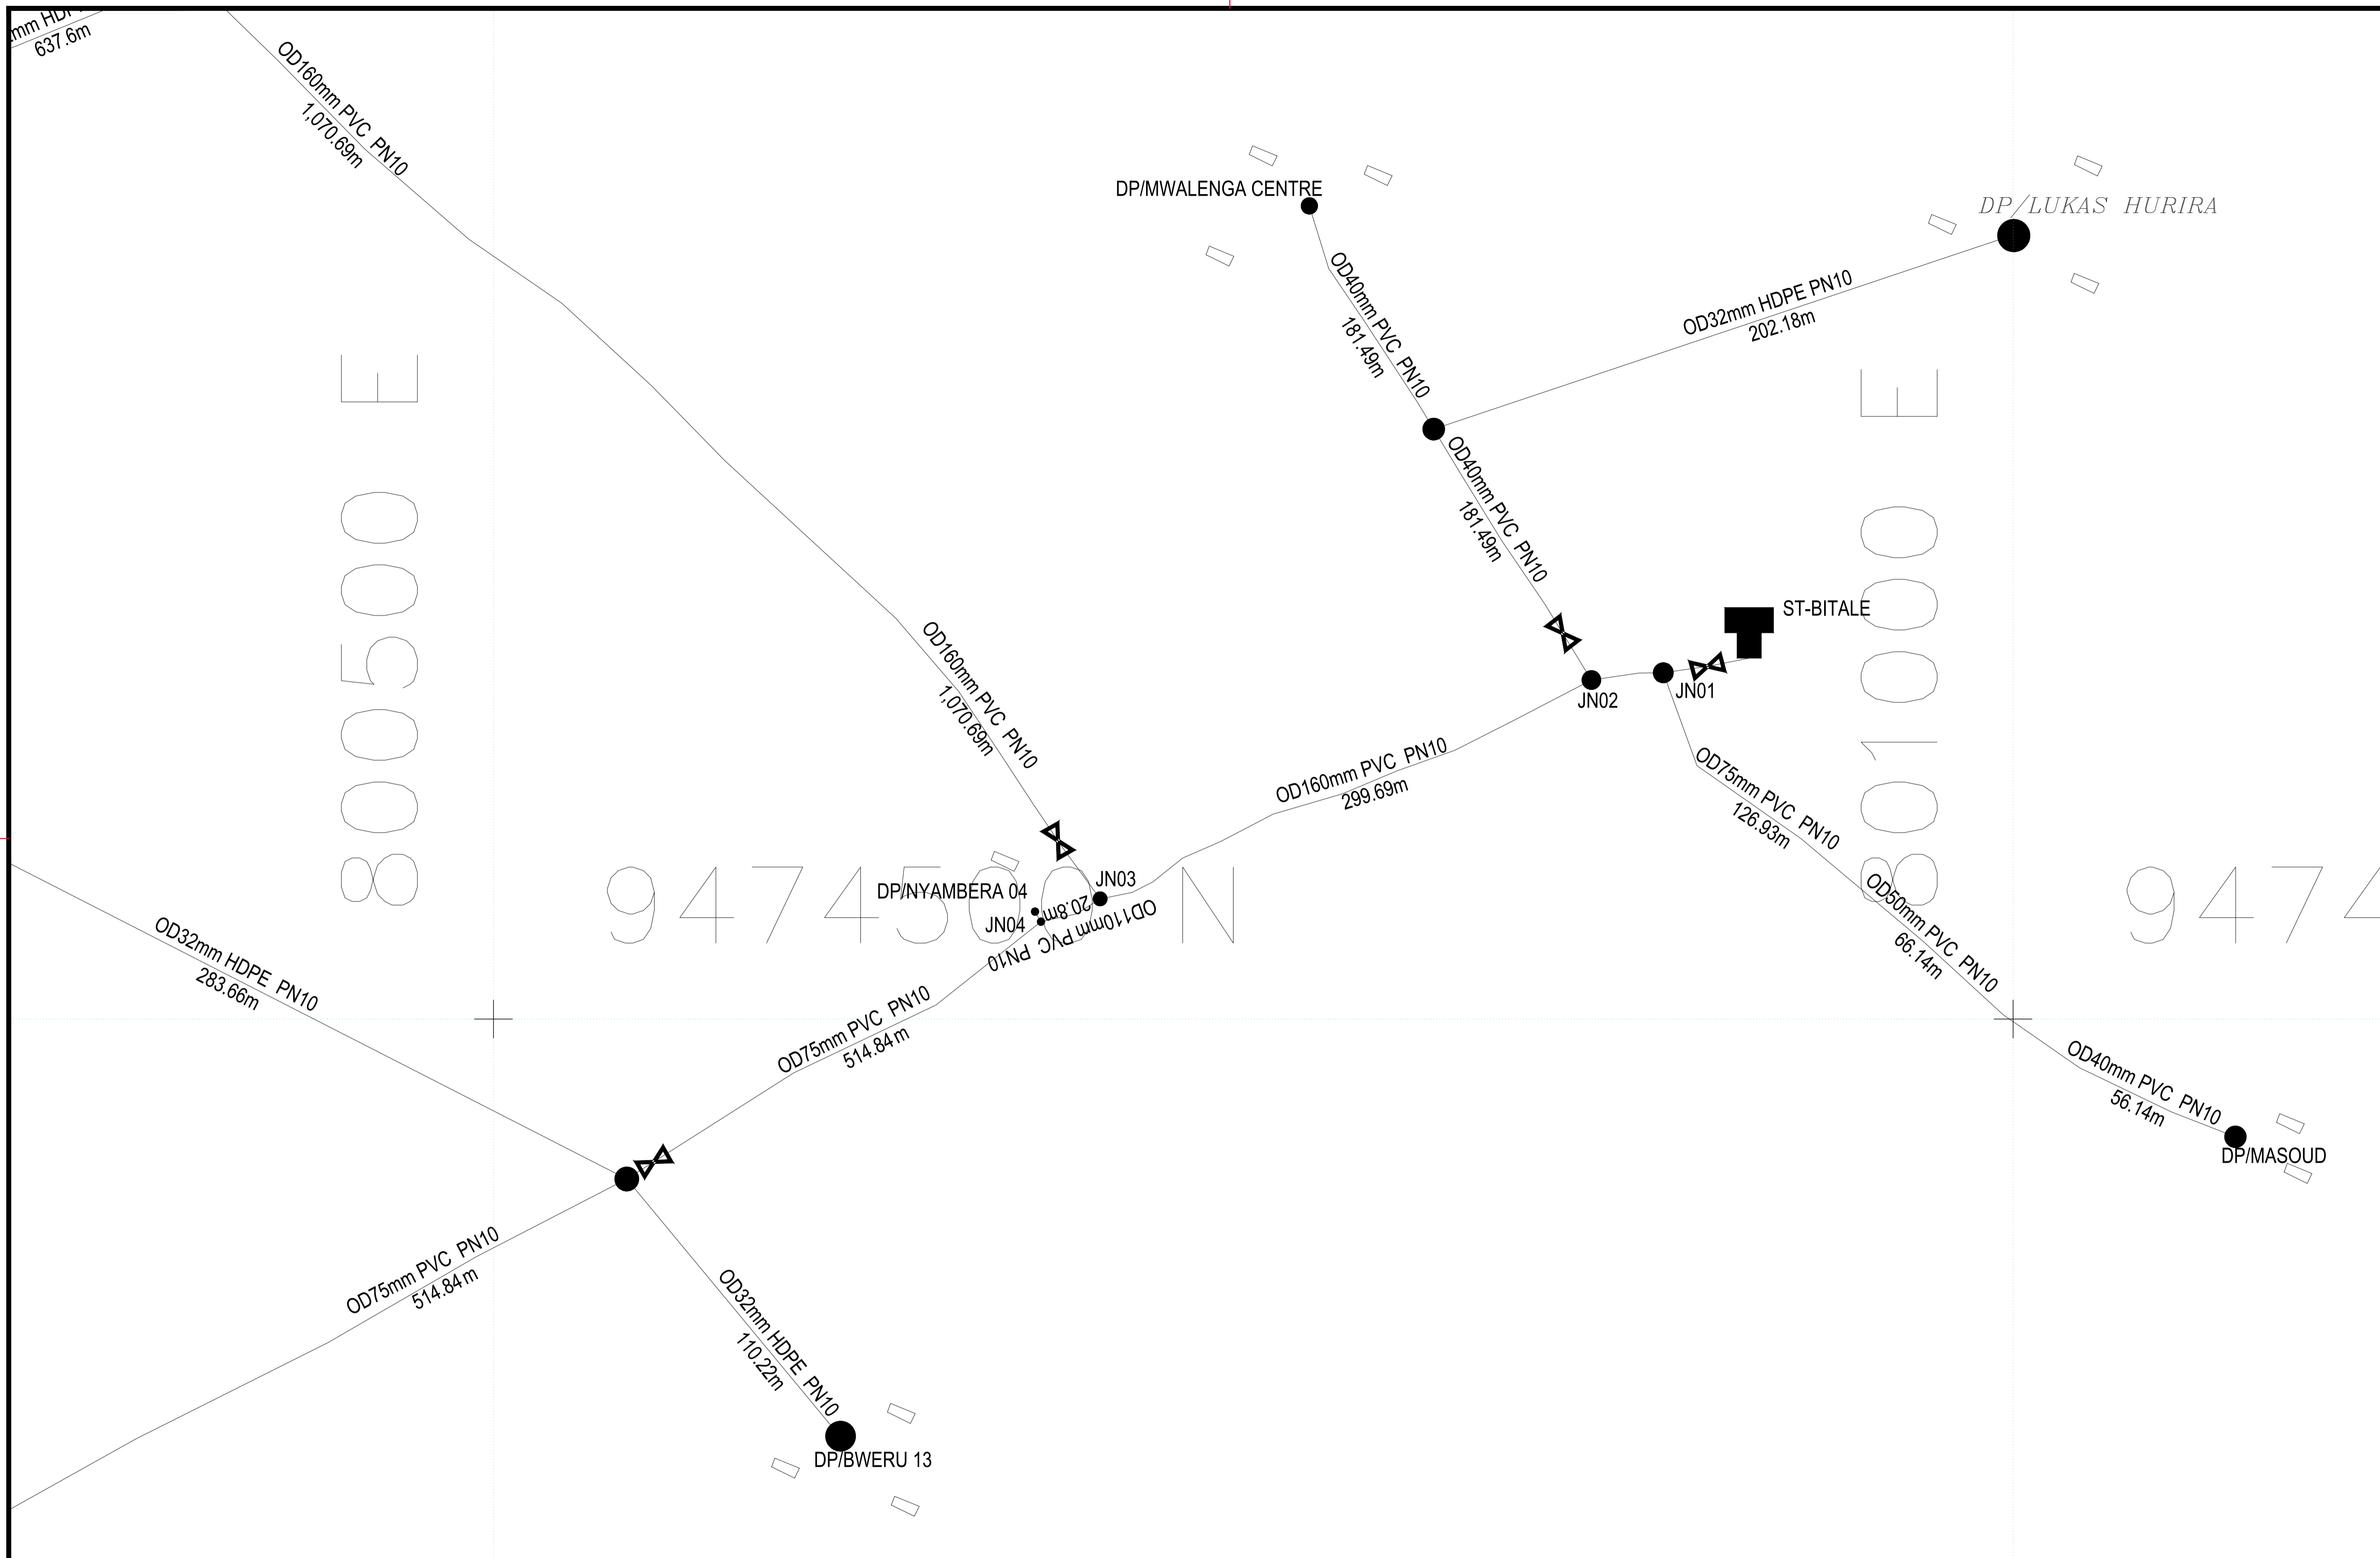 637.6m
OD160mm PVC PN10
1,070.69m
DP/MWALENGA CENTRE
DP/LUKAS HURIRA
OD40mm PVC PN10
181.49m
OD32mm HDPE PN10
202.18m
800500 E
801000 E
OD40mm PVC PN10
181.49m
ST-BITALE
JN01
JN02
OD160mm PVC PN10
1,070.69m
OD160mm PVC PN10
299.69m
OD75mm PVC PN10
126.93m
9474500 N
9474
DP/NYAMBERA 04
JN03
JN04
20.8m
OD110mm PVC PN10
OD50mm PVC PN10
66.14m
OD32mm HDPE PN10
283.66m
OD75mm PVC PN10
514.84m
OD40mm PVC PN10
56.14m
DP/MASOUD
OD75mm PVC PN10
514.84m
OD32mm HDPE PN10
110.22m
DP/BWERU 13